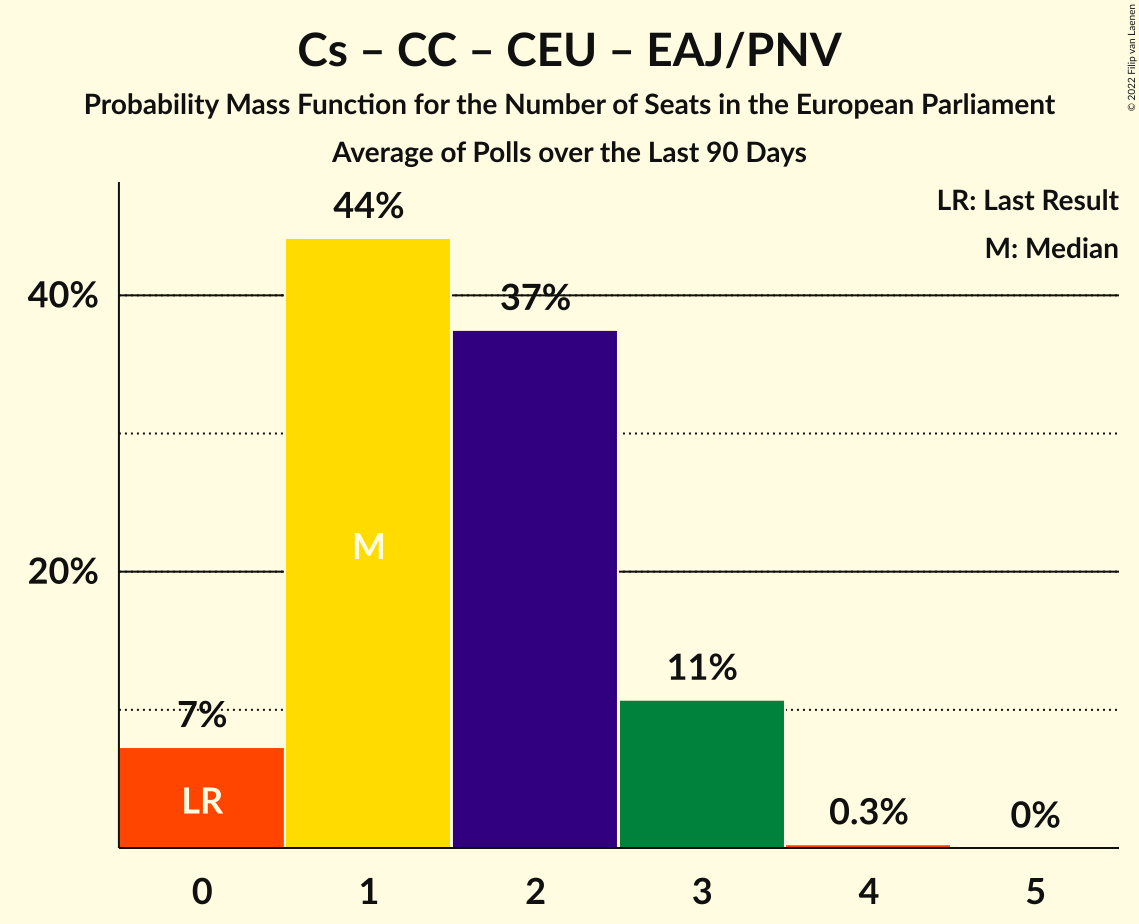 Cs – CC – CEU – EAJ/PNV
Probability Mass Function for the Number of Seats in the European Parliament
Average of Polls over the Last 90 Days
© 2022 Filip van Laenen
LR: Last Result
M: Median
44%
40%
37%
M
20%
11%
7%
LR
0.3%
0%
0 1 2 3 4 5